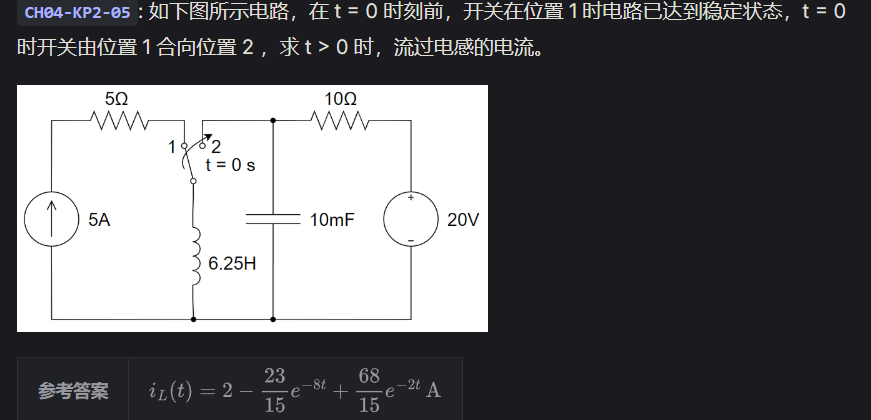 CH04-KP2-05 : 如下图所示电路，在 t = 0 时刻前，开关在位置 1 时电路已达到稳定状态，t = 0
时开关由位置 1 合向位置 2 ，求 t > 0 时，流过电感的电流。
5Ω 10Ω
1 2
t = 0 s
5A 10mF + − 20V
6.25H
参考答案 i_L(t) = 2 − \frac{23}{15}e^{-8t} + \frac{68}{15}e^{-2t} A